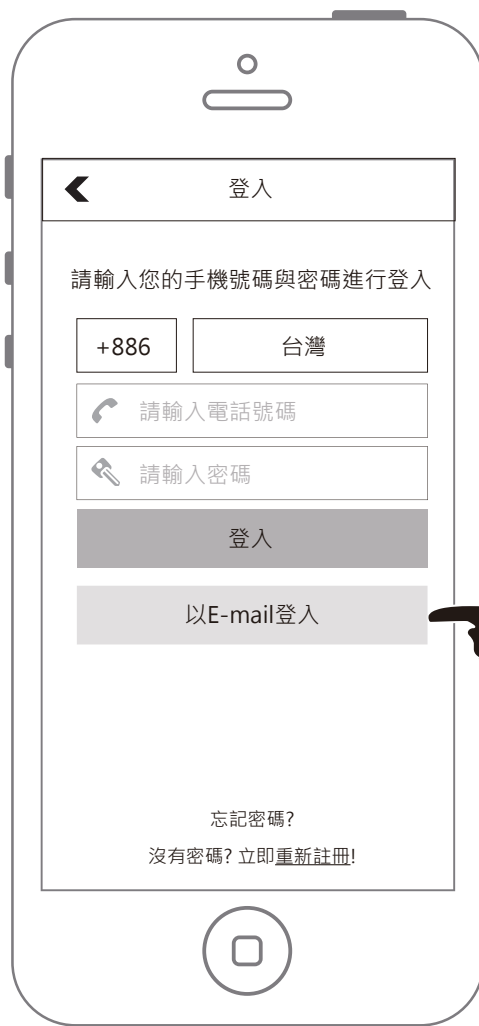 登入
請輸入您的手機號碼與密碼進行登入
+886 台灣
請輸入電話號碼
請輸入密碼
登入
以E-mail登入
忘記密碼?
沒有密碼? 立即重新註冊!